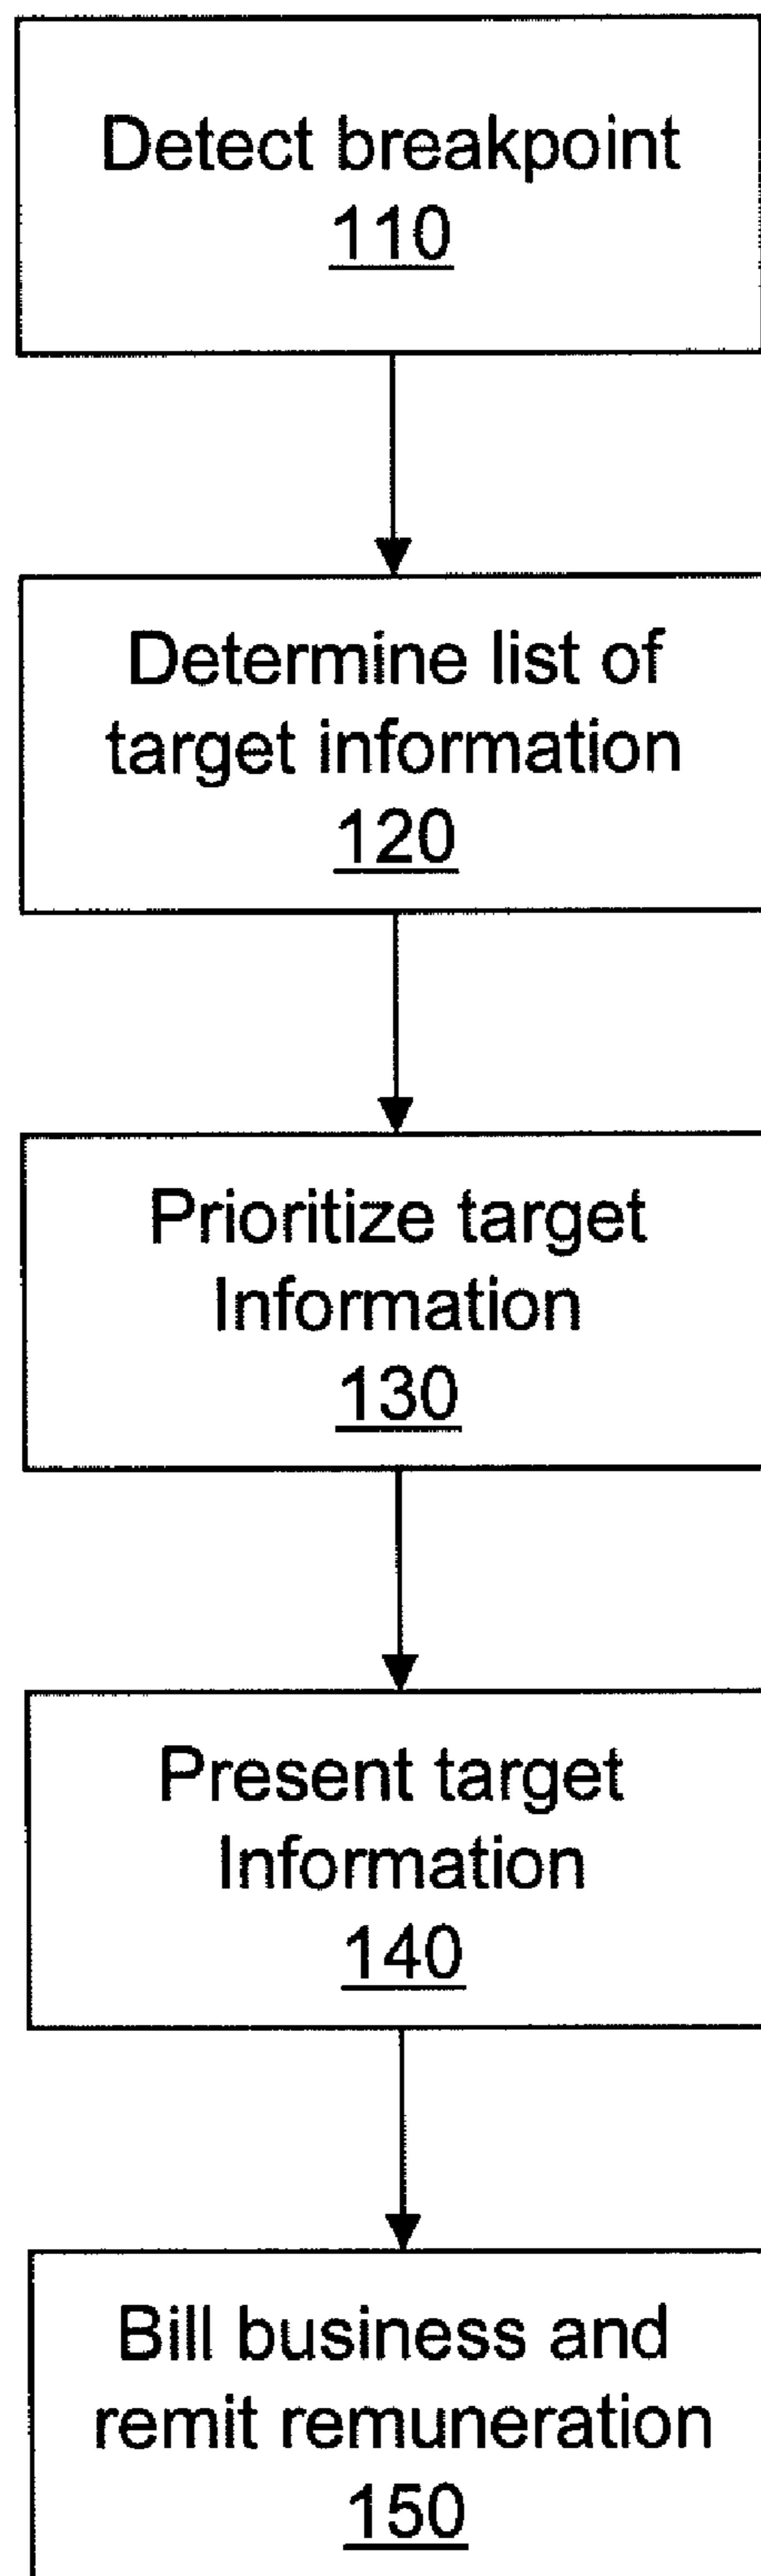 Detect breakpoint
110
Determine list of
target information
120
Prioritize target
Information
130
Present target
Information
140
Bill business and
remit remuneration
150